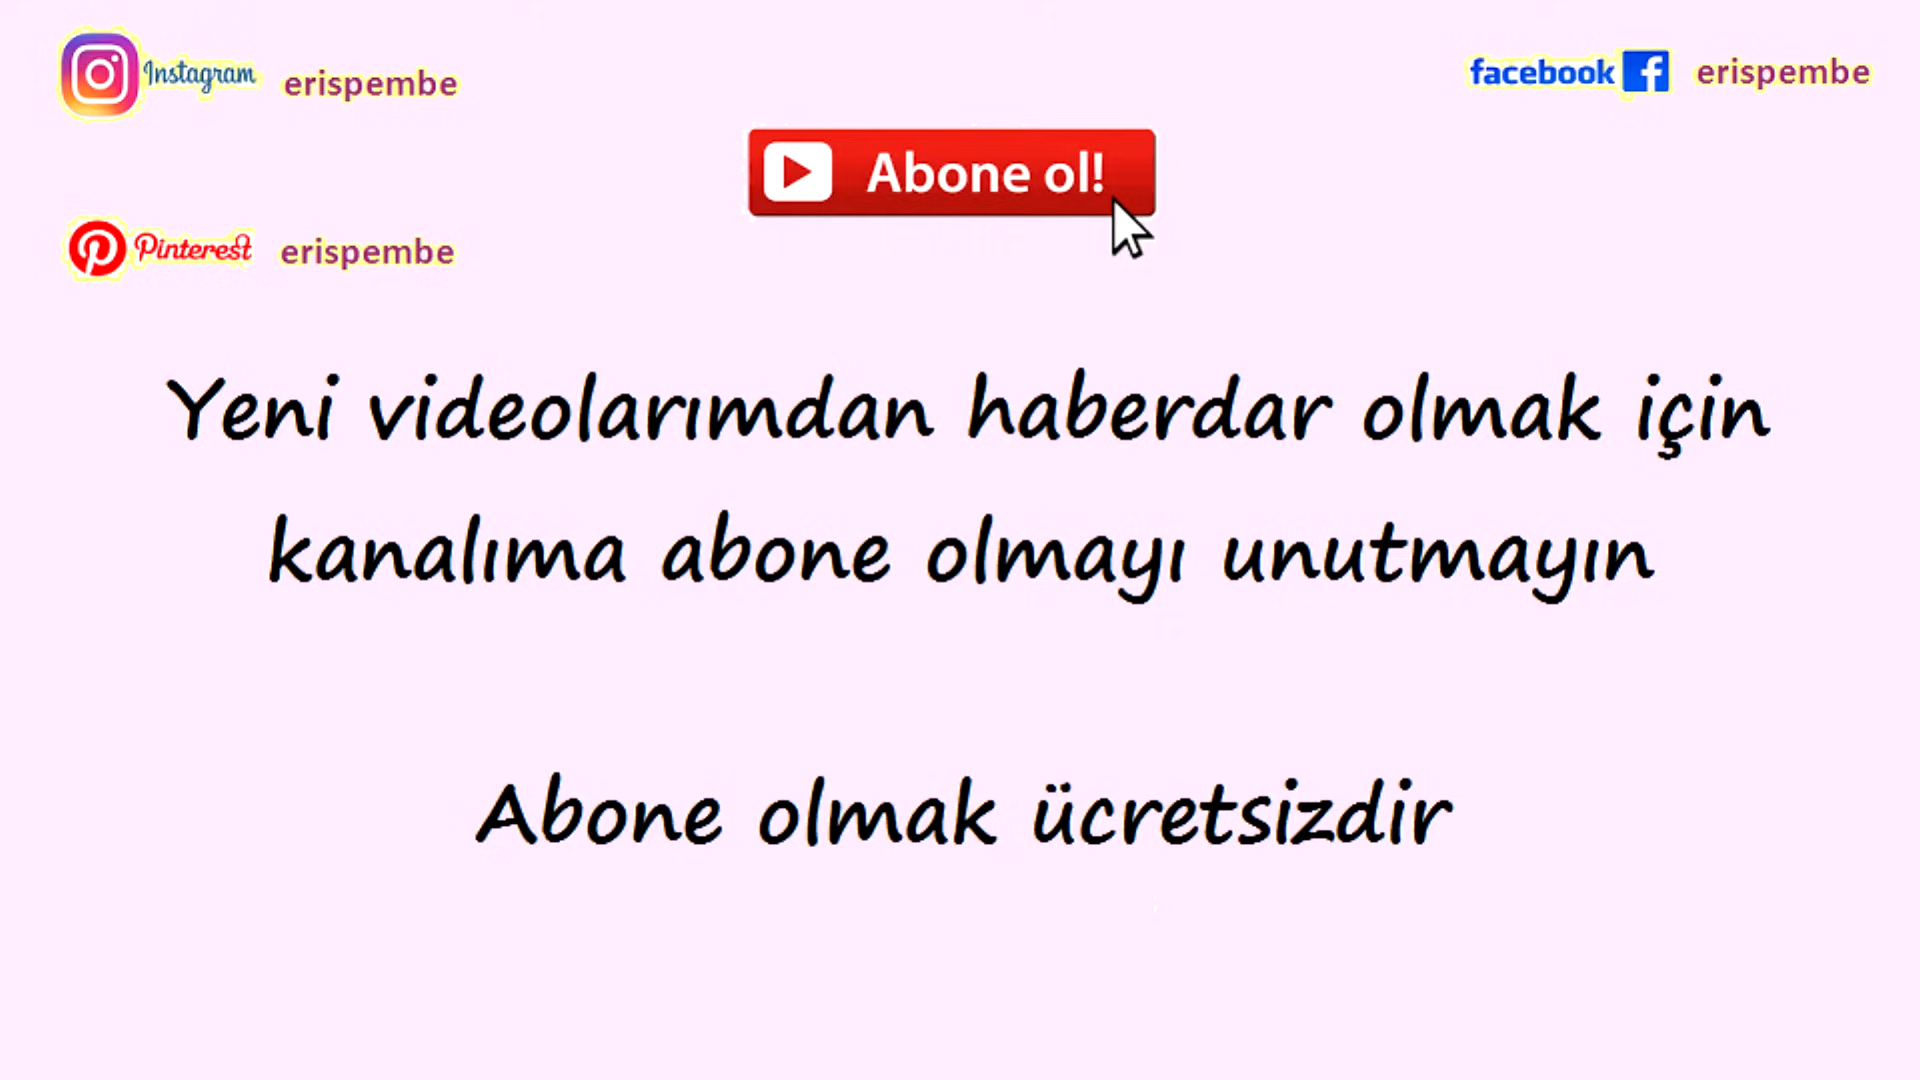 Instagram erispembe
facebook f erispembe
Abone ol!
Pinterest erispembe
Yeni videolarımdan haberdar olmak için
kanalıma abone olmayı unutmayın
Abone olmak ücretsizdir